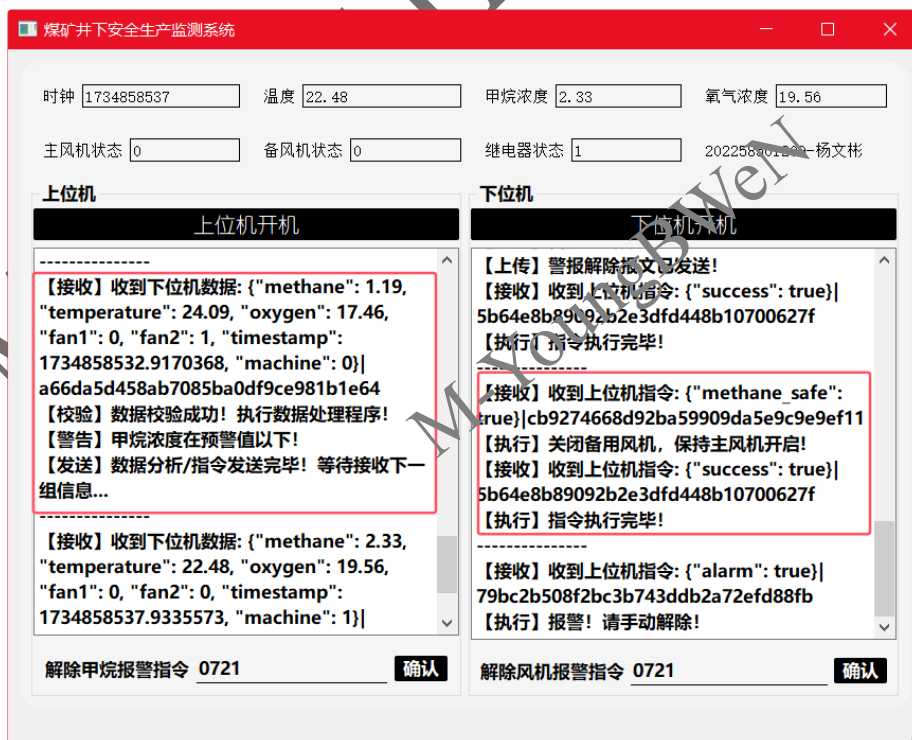 煤矿井下安全生产监测系统
时钟 1734858537 温度 22.48 甲烷浓度 2.33 氧气浓度 19.56
主风机状态 0 备风机状态 0 继电器状态 1 -杨文彬
上位机 下位机
上位机开机
---------------
【接收】收到下位机数据: {"methane": 1.19,
"temperature": 24.09, "oxygen": 17.46,
"fan1": 0, "fan2": 1, "timestamp":
1734858532.9170368, "machine": 0}|
a66da5d458ab7085ba0df9ce981b1e64
【校验】数据校验成功！执行数据处理程序！
【警告】甲烷浓度在预警值以下！
【发送】数据分析/指令发送完毕！等待接收下一
组信息...
---------------
【接收】收到下位机数据: {"methane": 2.33,
"temperature": 22.48, "oxygen": 19.56,
"fan1": 0, "fan2": 0, "timestamp":
1734858537.9335573, "machine": 1}|
解除甲烷报警指令 0721 确认
下位机开机
【上传】警报解除报文已发送！
【接收】收到上位机指令: {"success": true}|
5b64e8b89092b2e3dfd448b10700627f
【执行】指令执行完毕！
---------------
【接收】收到上位机指令: {"methane_safe":
true}|cb9274668d92ba59909da5e9c9e9ef11
【执行】关闭备用风机，保持主风机开启！
【接收】收到上位机指令: {"success": true}|
5b64e8b89092b2e3dfd448b10700627f
【执行】指令执行完毕！
---------------
【接收】收到上位机指令: {"alarm": true}|
79bc2b508f2bc3b743ddb2a72efd88fb
【执行】报警！请手动解除！
解除风机报警指令 0721 确认
M-YoungBWeN